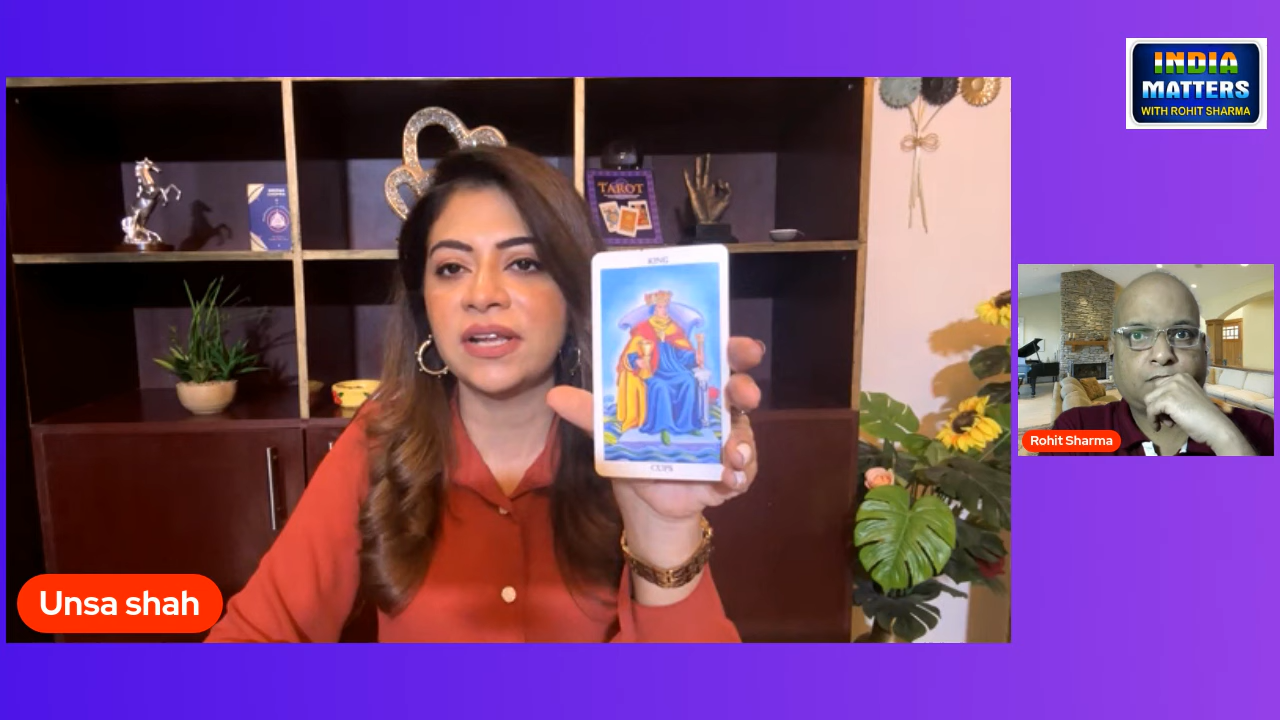 INDIA
MATTERS
WITH ROHIT SHARMA
TAROT
KING
CUPS
Rohit Sharma
Unsa shah